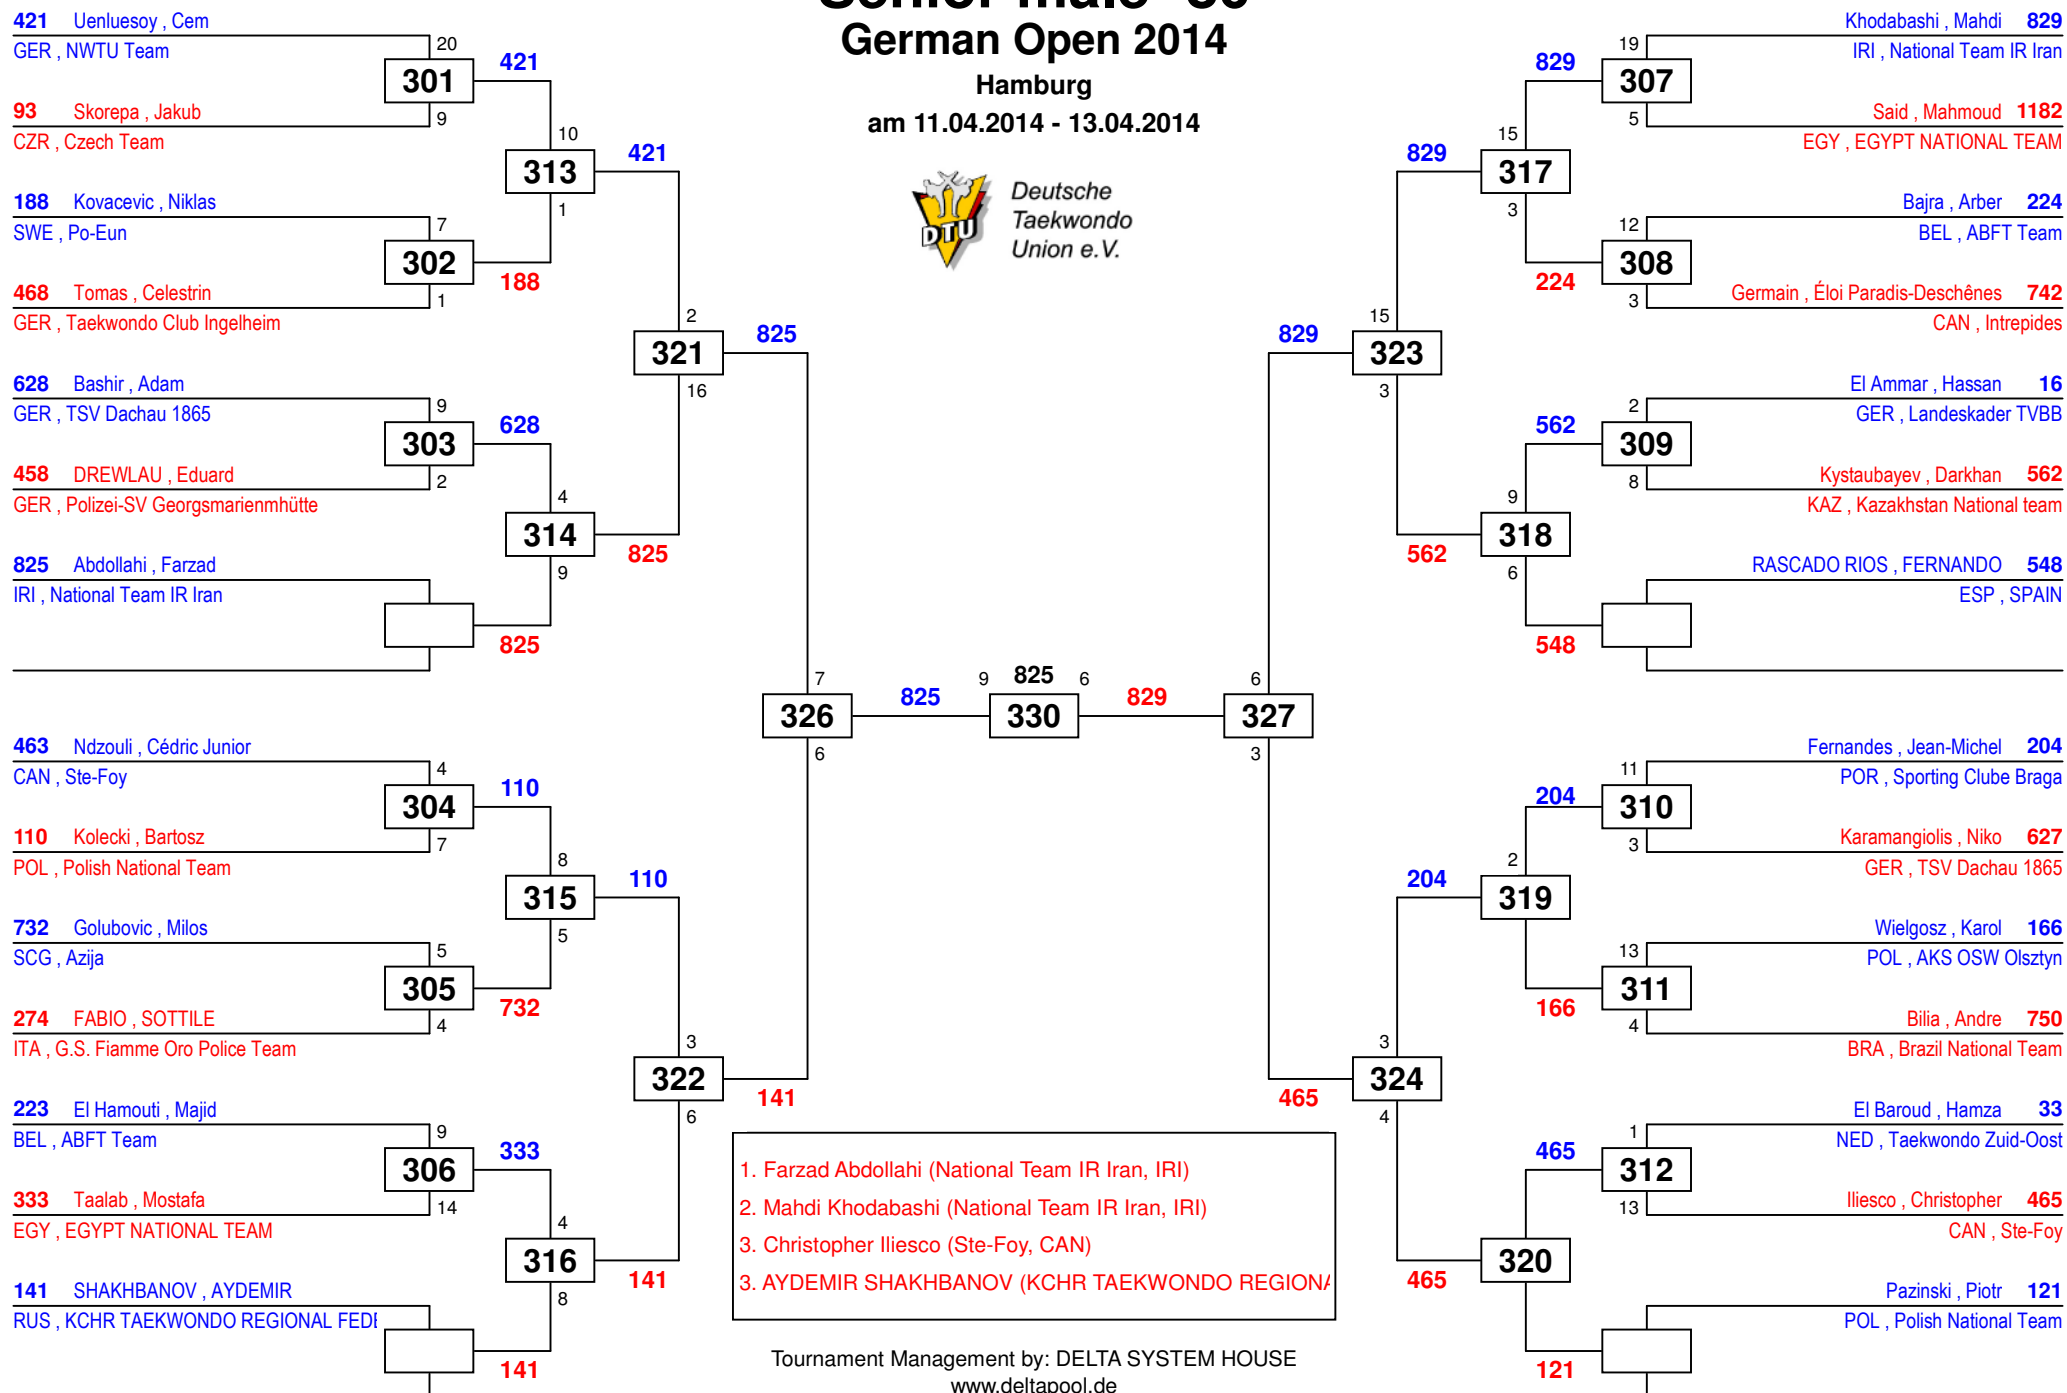 German Open 2014
Hamburg
am 11.04.2014 - 13.04.2014
DTU
Deutsche
Taekwondo
Union e.V.
421 Uenluesoy , Cem
GER , NWTU Team
20
301
421
93 Skorepa , Jakub
9
CZR , Czech Team
10
313
421
1
188 Kovacevic , Niklas
7
SWE , Po-Eun
302
188
468 Tomas , Celestrin
1
GER , Taekwondo Club Ingelheim
2
321
825
16
628 Bashir , Adam
9
GER , TSV Dachau 1865
303
628
458 DREWLAU , Eduard
2
GER , Polizei-SV Georgsmarienmhütte
4
314
825
9
825 Abdollahi , Farzad
IRI , National Team IR Iran
825
7
326
825
6
463 Ndzouli , Cédric Junior
4
CAN , Ste-Foy
304
110
110 Kolecki , Bartosz
7
POL , Polish National Team
8
315
110
5
732 Golubovic , Milos
5
SCG , Azija
305
732
274 FABIO , SOTTILE
4
ITA , G.S. Fiamme Oro Police Team
3
322
141
6
223 El Hamouti , Majid
9
BEL , ABFT Team
306
333
333 Taalab , Mostafa
14
EGY , EGYPT NATIONAL TEAM
4
316
141
8
141 SHAKHBANOV , AYDEMIR
RUS , KCHR TAEKWONDO REGIONAL FEDE
141
9 825 6
330
829
Khodabashi , Mahdi 829
19
IRI , National Team IR Iran
829
307
Said , Mahmoud 1182
5
EGY , EGYPT NATIONAL TEAM
15
829
317
3
Bajra , Arber 224
12
BEL , ABFT Team
308
224
Germain , Éloi Paradis-Deschênes 742
3
CAN , Intrepides
15
829
323
3
El Ammar , Hassan 16
2
GER , Landeskader TVBB
562
309
Kystaubayev , Darkhan 562
8
KAZ , Kazakhstan National team
9
318
562
6
RASCADO RIOS , FERNANDO 548
ESP , SPAIN
548
6
327
3
Fernandes , Jean-Michel 204
11
POR , Sporting Clube Braga
204
310
Karamangiolis , Niko 627
3
GER , TSV Dachau 1865
2
204
319
Wielgosz , Karol 166
13
POL , AKS OSW Olsztyn
311
166
Bilia , Andre 750
4
BRA , Brazil National Team
3
324
465
4
El Baroud , Hamza 33
1
NED , Taekwondo Zuid-Oost
465
312
Iliesco , Christopher 465
13
CAN , Ste-Foy
320
465
Pazinski , Piotr 121
POL , Polish National Team
121
1. Farzad Abdollahi (National Team IR Iran, IRI)
2. Mahdi Khodabashi (National Team IR Iran, IRI)
3. Christopher Iliesco (Ste-Foy, CAN)
3. AYDEMIR SHAKHBANOV (KCHR TAEKWONDO REGIONA
Tournament Management by: DELTA SYSTEM HOUSE
www.deltapool.de